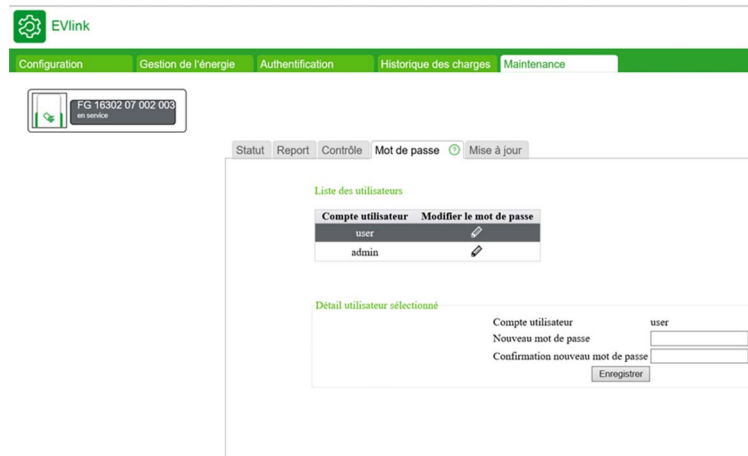 EVlink
Configuration Gestion de l'énergie Authentification Historique des charges Maintenance
FG 16302 07 002 003
en service
Statut Report Contrôle Mot de passe ? Mise à jour
Liste des utilisateurs
Compte utilisateur Modifier le mot de passe
user
admin
Détail utilisateur sélectionné
Compte utilisateur user
Nouveau mot de passe
Confirmation nouveau mot de passe
Enregistrer